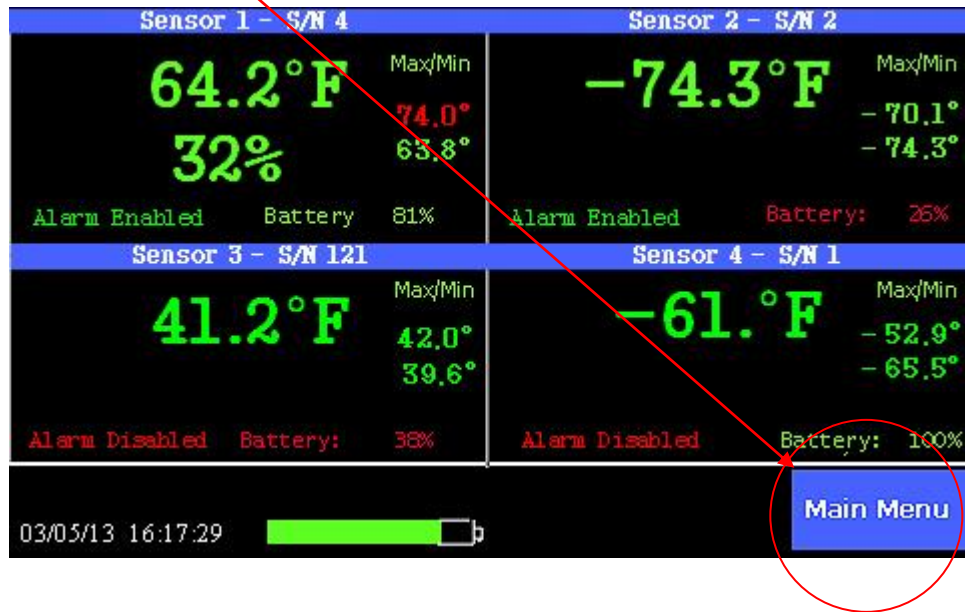 Sensor 1 - S/N 4
64.2°F
Max/Min
74.0°
63.8°
32%
Alarm Enabled Battery 81%
Sensor 2 - S/N 2
-74.3°F
Max/Min
-70.1°
-74.3°
Alarm Enabled Battery: 26%
Sensor 3 - S/N 121
41.2°F
Max/Min
42.0°
39.6°
Alarm Disabled Battery: 38%
Sensor 4 - S/N 1
-61.°F
Max/Min
-52.9°
-65.5°
Alarm Disabled Battery: 100%
03/05/13 16:17:29
Main Menu